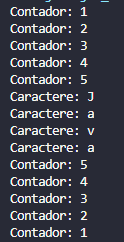 Contador: 1
Contador: 2
Contador: 3
Contador: 4
Contador: 5
Caractere: J
Caractere: a
Caractere: v
Caractere: a
Contador: 5
Contador: 4
Contador: 3
Contador: 2
Contador: 1